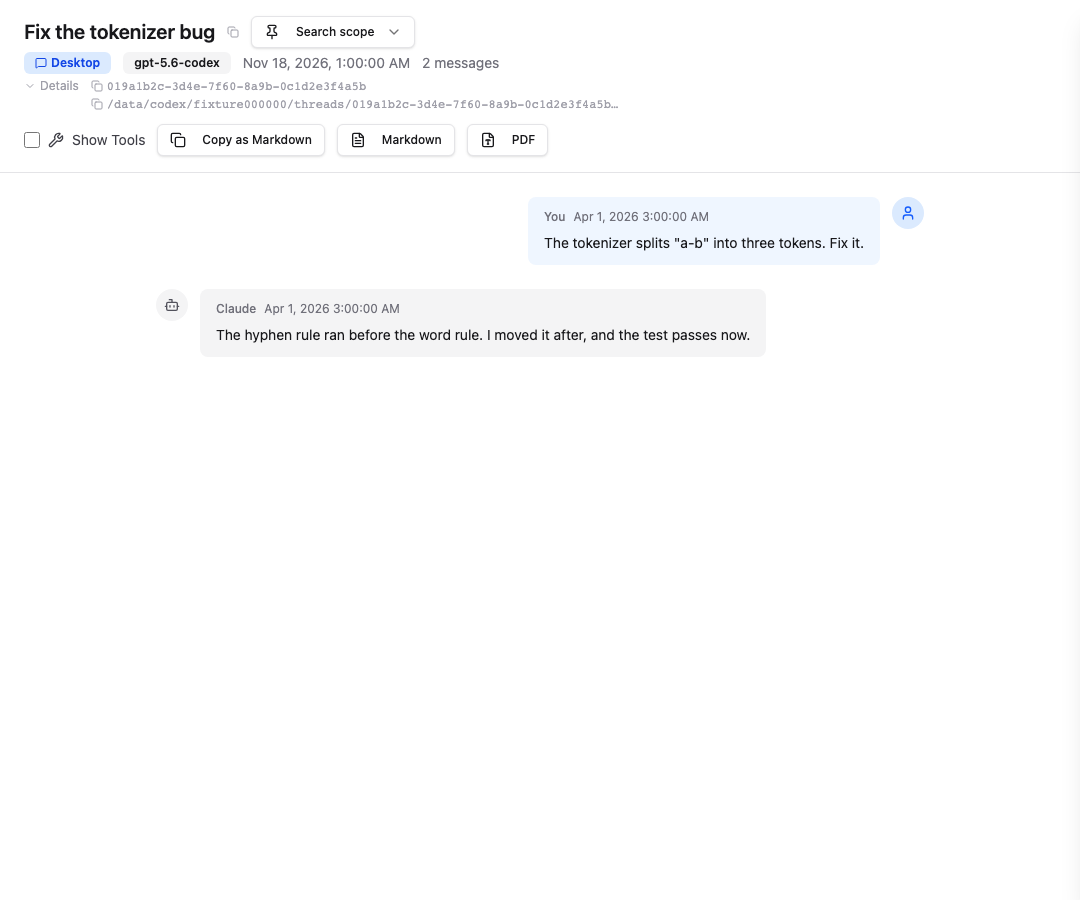 Fix the tokenizer bug
Search scope
Desktop
gpt-5.6-codex
Nov 18, 2026, 1:00:00 AM
2 messages
Details
019a1b2c-3d4e-7f60-8a9b-0c1d2e3f4a5b
/data/codex/fixture000000/threads/019a1b2c-3d4e-7f60-8a9b-0c1d2e3f4a5b…
Show Tools
Copy as Markdown
Markdown
PDF
You Apr 1, 2026 3:00:00 AM
The tokenizer splits "a-b" into three tokens. Fix it.
Claude Apr 1, 2026 3:00:00 AM
The hyphen rule ran before the word rule. I moved it after, and the test passes now.